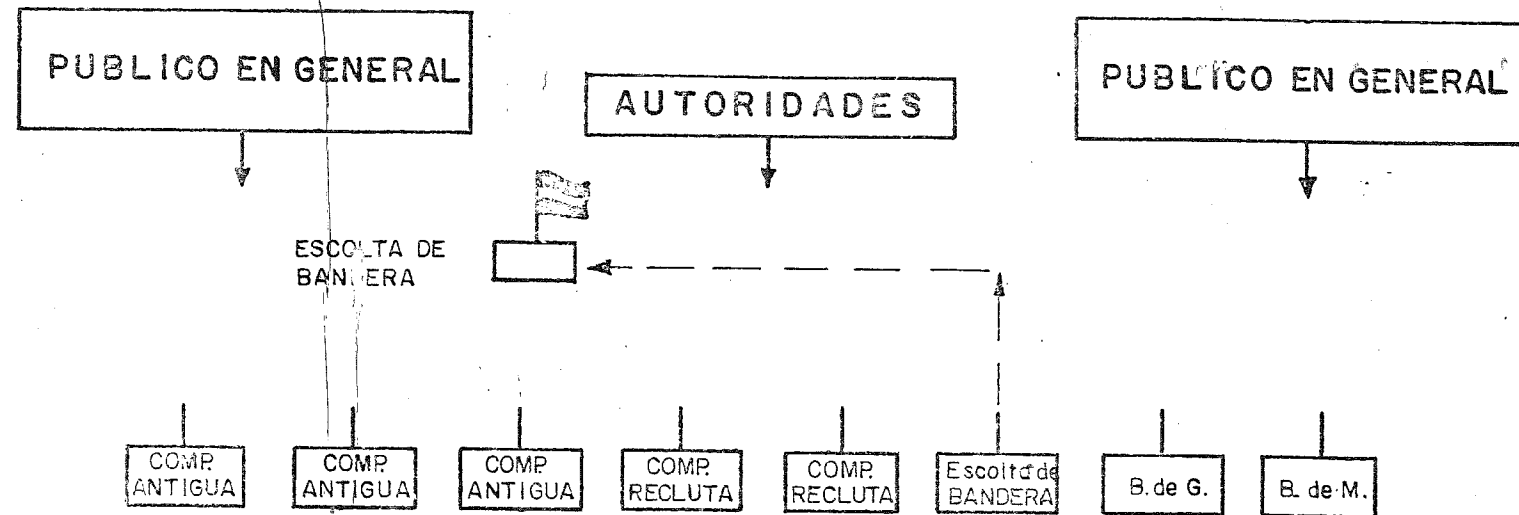 PUBLICO EN GENERAL
AUTORIDADES
PUBLICO EN GENERAL
ESCOLTA DE
BANDERA
COMP.
ANTIGUA
COMP.
ANTIGUA
COMP.
ANTIGUA
COMP.
RECLUTA
COMP.
RECLUTA
Escolta de
BANDERA
B. de G.
B. de M.